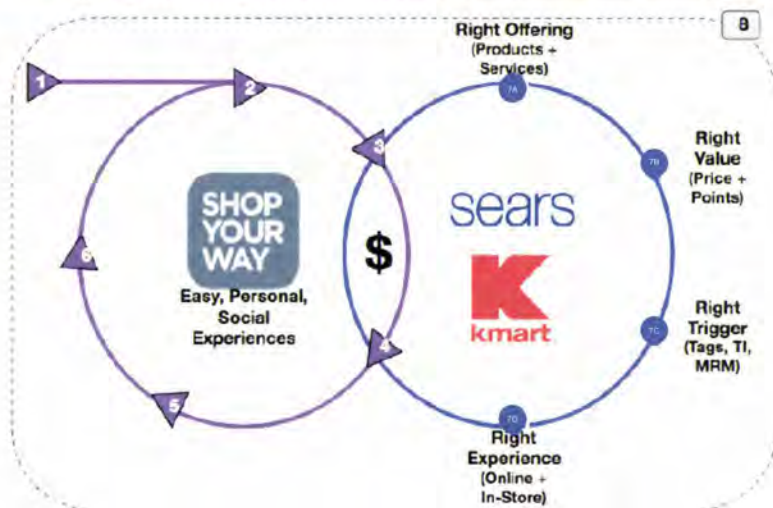 8
Right Offering
(Products +
Services)
7A
1
2
3
Right
Value
(Price +
Points)
7B
SHOP
YOUR
WAY
Easy, Personal,
Social
Experiences
$
sears
K
kmart
6
Right
Trigger
(Tags, TI,
MRM)
7C
4
5
7D
Right
Experience
(Online +
In-Store)